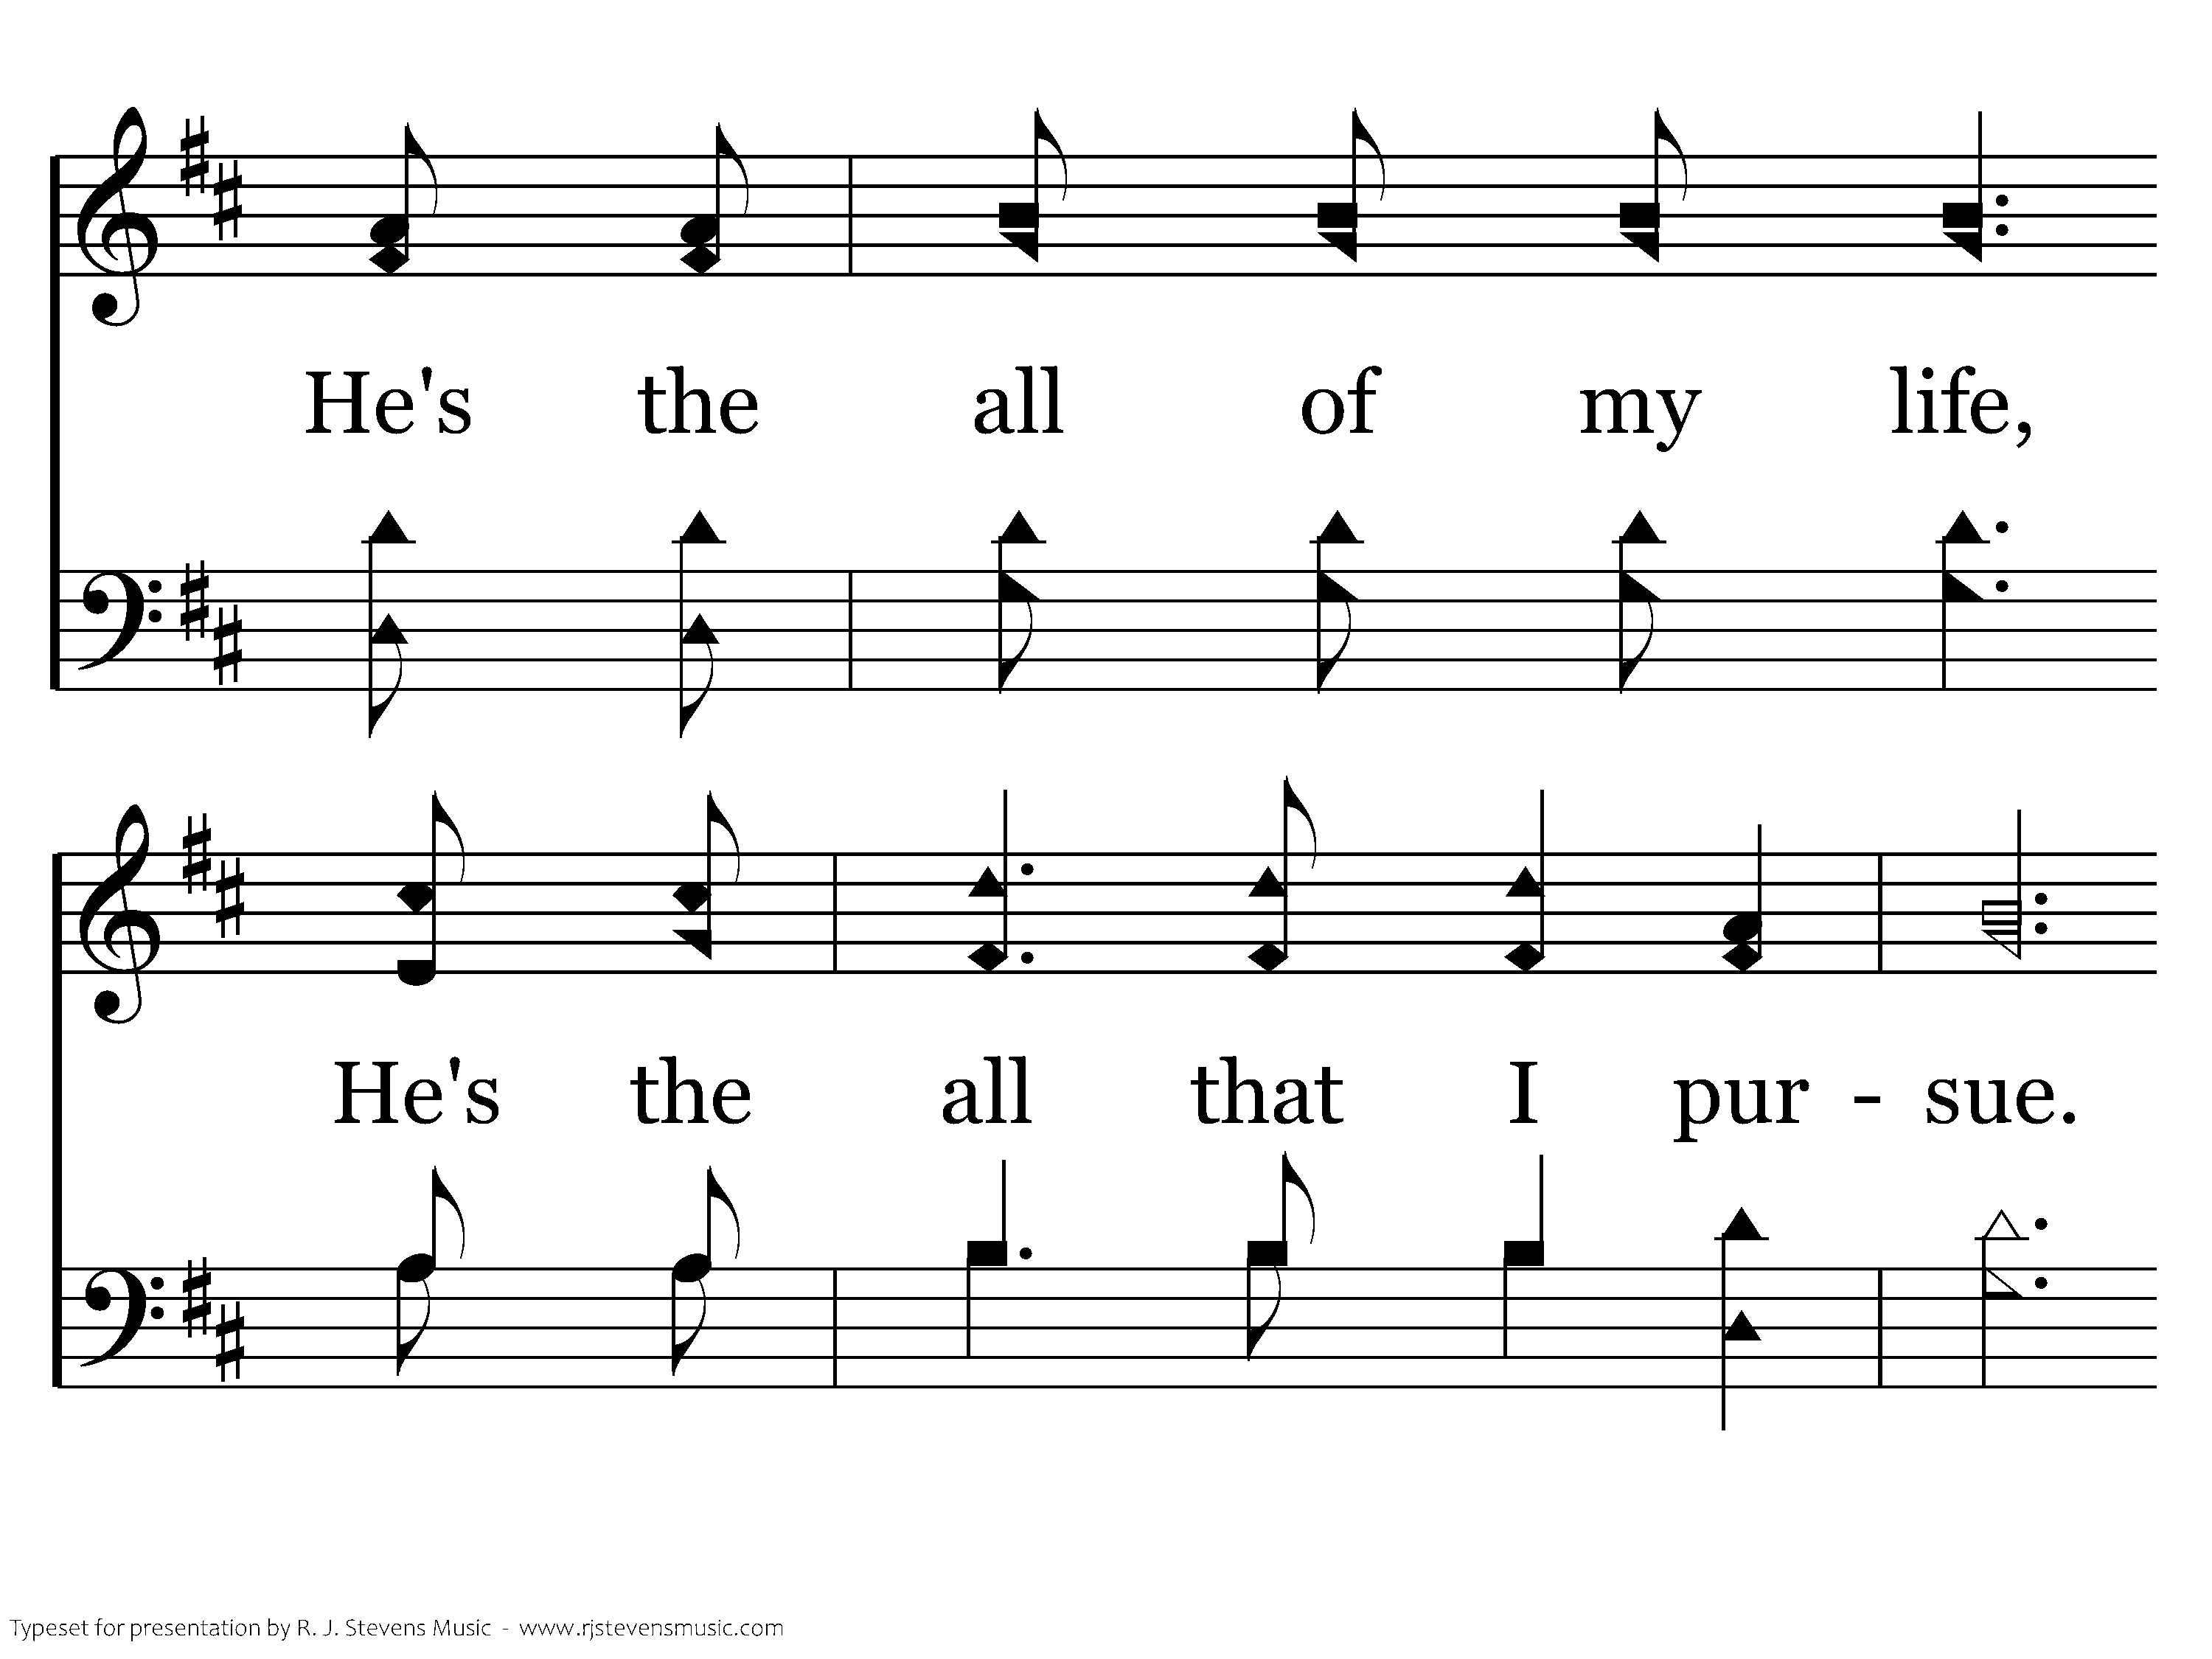 He's the all of my life,
He's the all that I pur - sue.
Typeset for presentation by R. J. Stevens Music - www.rjstevensmusic.com